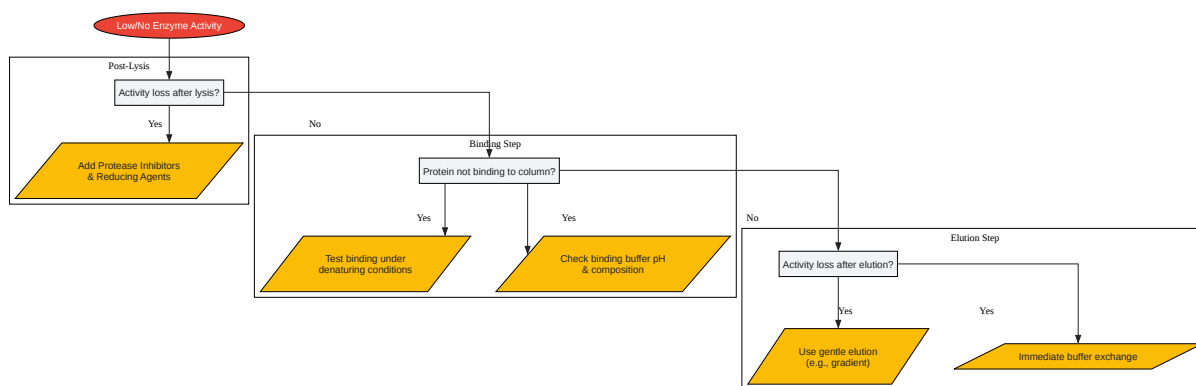 Low/No Enzyme Activity
Post-Lysis
Activity loss after lysis?
Yes
No
Add Protease Inhibitors
& Reducing Agents
Binding Step
Protein not binding to column?
Yes
Yes
No
Test binding under
denaturing conditions
Check binding buffer pH
& composition
Elution Step
Activity loss after elution?
Yes
Yes
Use gentle elution
(e.g., gradient)
Immediate buffer exchange